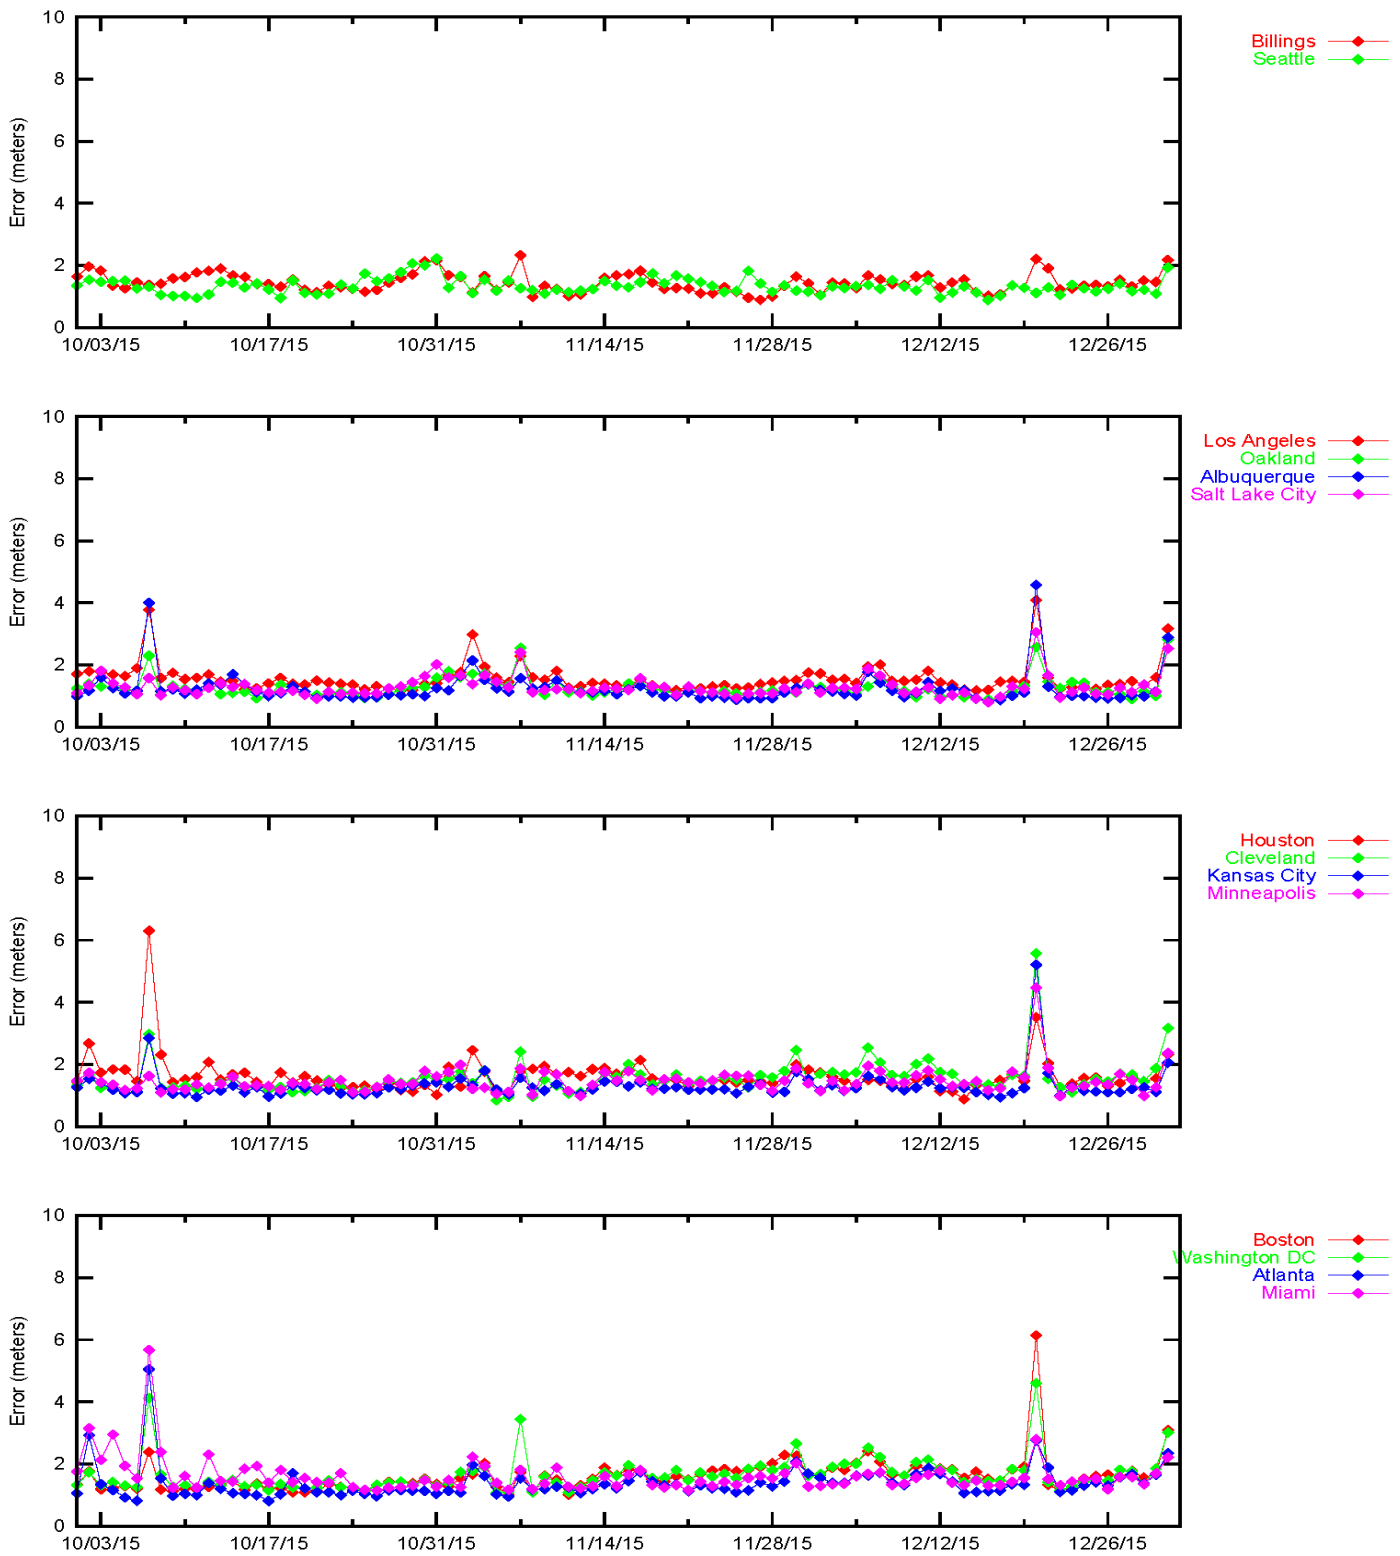 10
8
6
4
2
0
Error (meters)
10/03/15 10/17/15 10/31/15 11/14/15 11/28/15 12/12/15 12/26/15
Billings
Seattle
10
8
6
4
2
0
Error (meters)
10/03/15 10/17/15 10/31/15 11/14/15 11/28/15 12/12/15 12/26/15
Los Angeles
Oakland
Albuquerque
Salt Lake City
10
8
6
4
2
0
Error (meters)
10/03/15 10/17/15 10/31/15 11/14/15 11/28/15 12/12/15 12/26/15
Houston
Cleveland
Kansas City
Minneapolis
10
8
6
4
2
0
Error (meters)
10/03/15 10/17/15 10/31/15 11/14/15 11/28/15 12/12/15 12/26/15
Boston
Washington DC
Atlanta
Miami